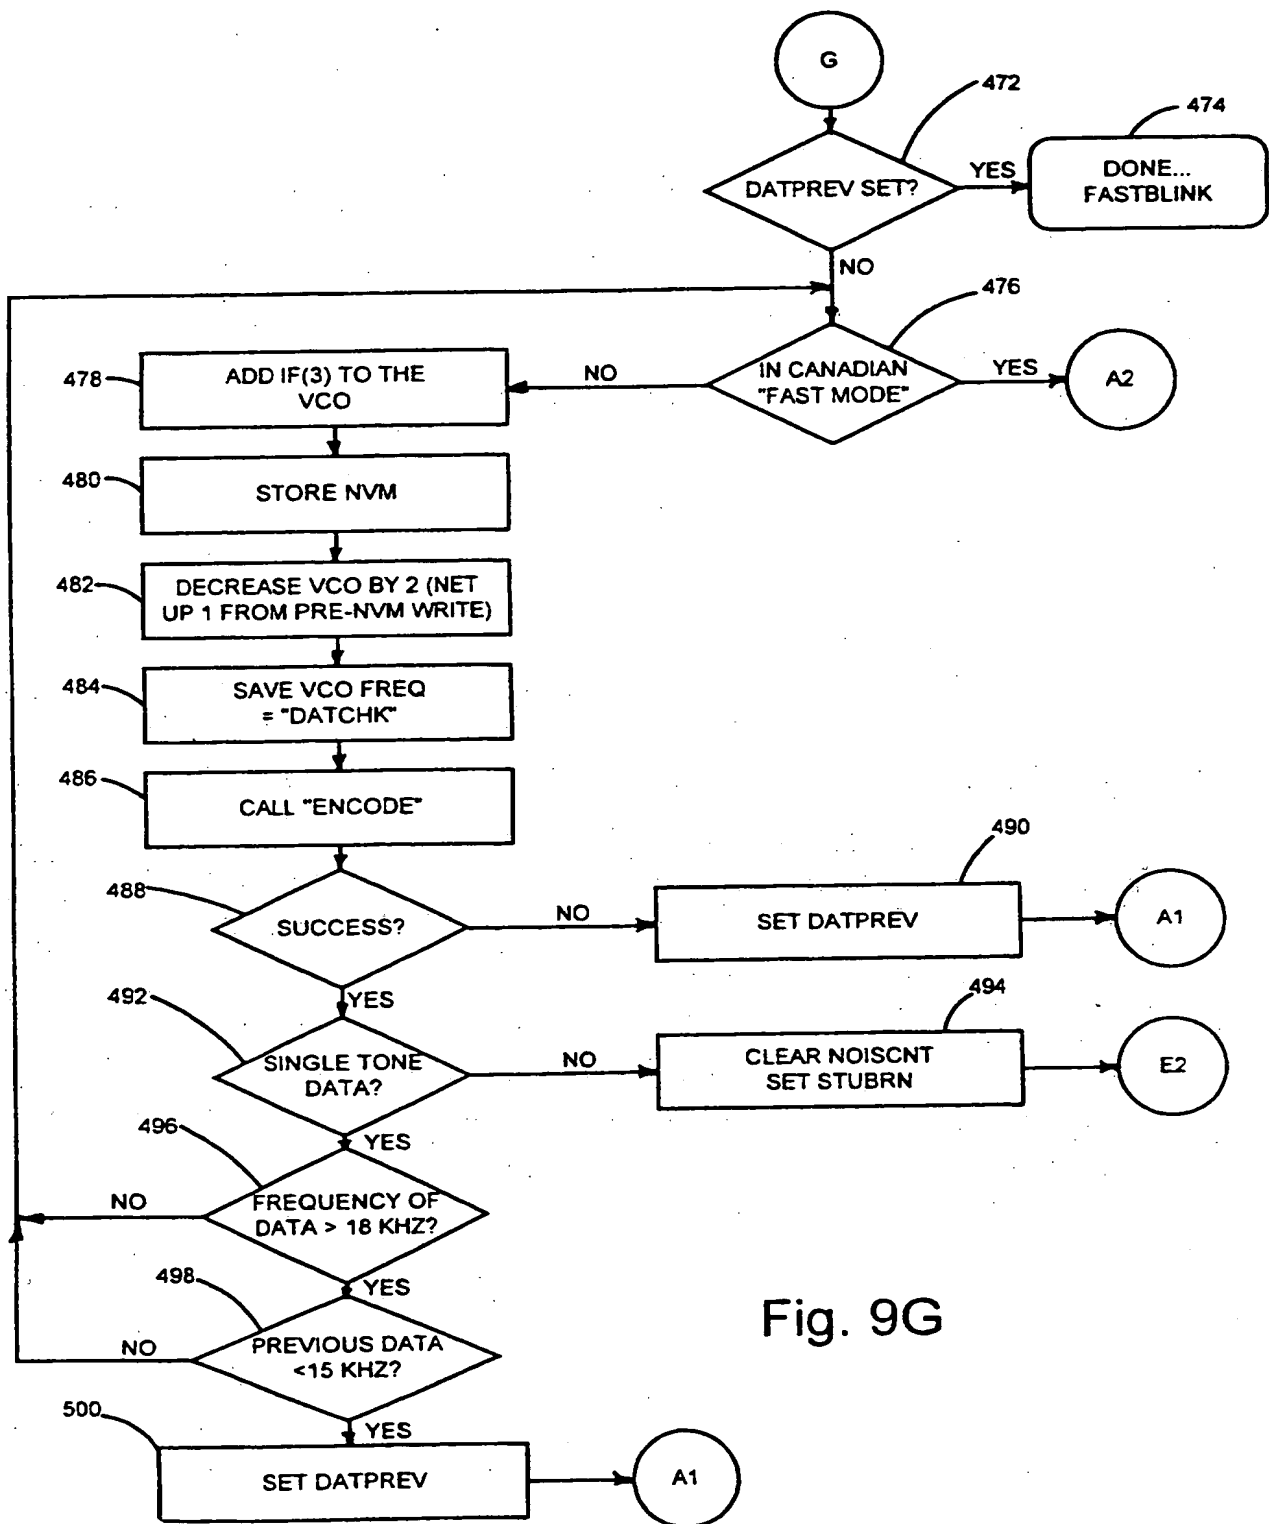 G
472
474
DATPREV SET?
YES
DONE...
FASTBLINK
NO
476
478
ADD IF(3) TO THE
VCO
NO
IN CANADIAN
"FAST MODE"
YES
A2
480
STORE NVM
482
DECREASE VCO BY 2 (NET
UP 1 FROM PRE-NVM WRITE)
484
SAVE VCO FREQ
= "DATCHK"
486
CALL "ENCODE"
488
SUCCESS?
NO
490
SET DATPREV
A1
YES
492
SINGLE TONE
DATA?
NO
494
CLEAR NOISCNT
SET STUBRN
E2
YES
496
NO
FREQUENCY OF
DATA > 18 KHZ?
YES
498
NO
PREVIOUS DATA
<15 KHZ?
Fig. 9G
YES
500
SET DATPREV
A1